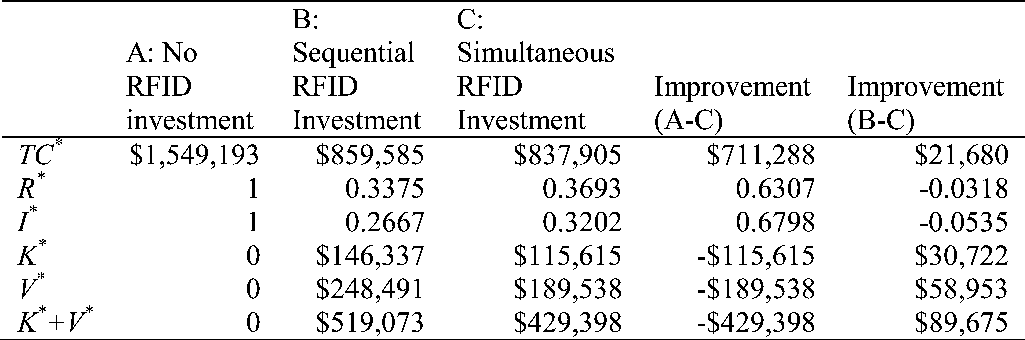 B: C:
A: No Sequential Simultaneous
RFID RFID RFID Improvement Improvement
investment Investment Investment (A-C) (B-C)
TC* $1,549,193 $859,585 $837,905 $711,288 $21,680
R* 1 0.3375 0.3693 0.6307 -0.0318
I* 1 0.2667 0.3202 0.6798 -0.0535
K* 0 $146,337 $115,615 -$115,615 $30,722
V* 0 $248,491 $189,538 -$189,538 $58,953
K*+V* 0 $519,073 $429,398 -$429,398 $89,675